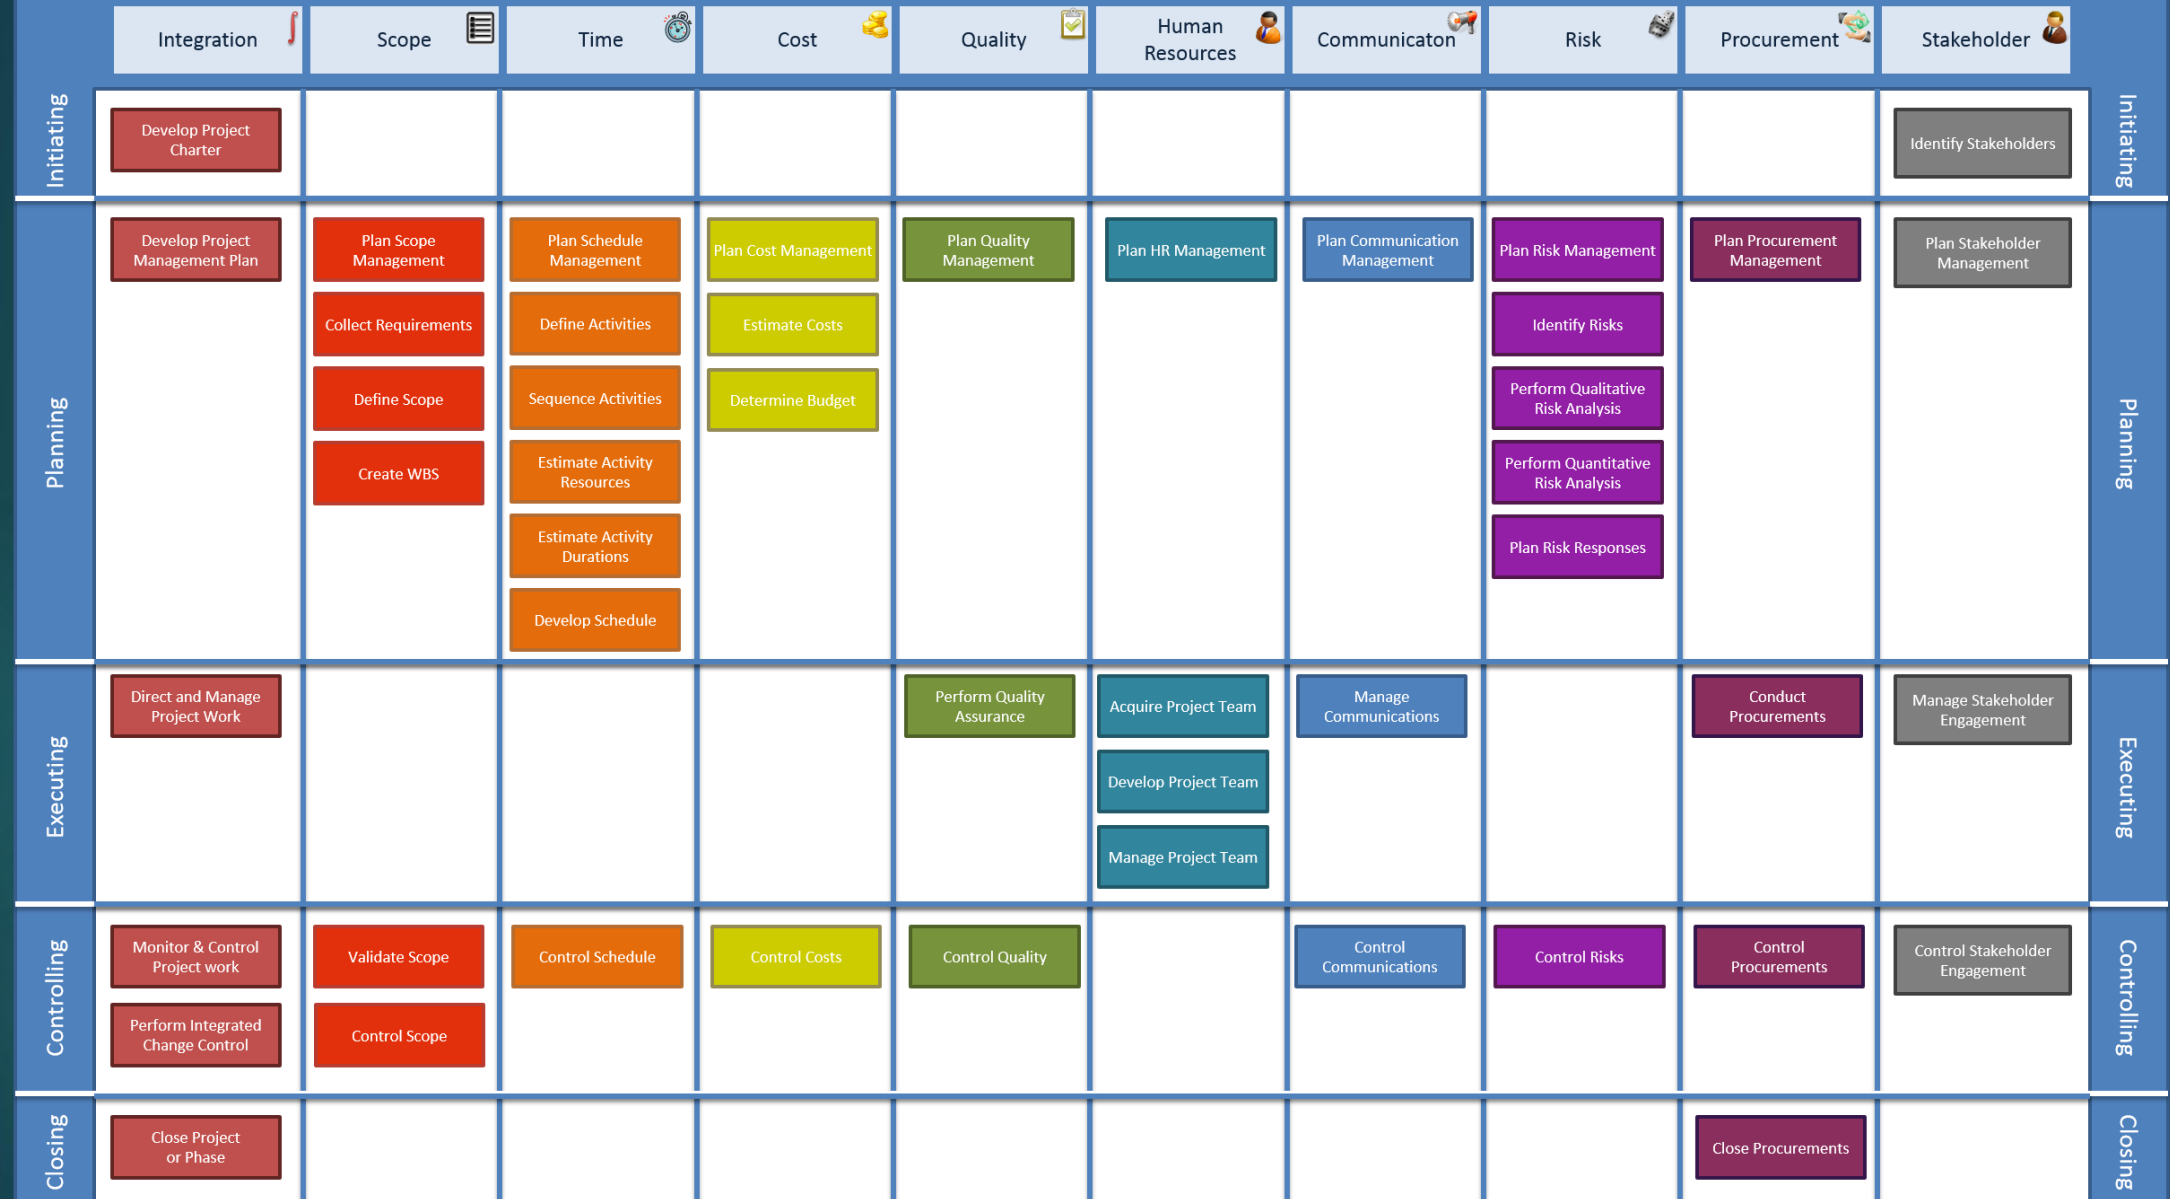 Integration
Scope
Time
Cost
Quality
Human
Resources
Communicaton
Risk
Procurement
Stakeholder
Initiating
Develop Project
Charter
Identify Stakeholders
Initiating
Planning
Develop Project
Management Plan
Plan Scope
Management
Plan Schedule
Management
Plan Cost Management
Plan Quality
Management
Plan HR Management
Plan Communication
Management
Plan Risk Management
Plan Procurement
Management
Plan Stakeholder
Management
Planning
Collect Requirements
Define Activities
Estimate Costs
Identify Risks
Define Scope
Sequence Activities
Determine Budget
Perform Qualitative
Risk Analysis
Create WBS
Estimate Activity
Resources
Perform Quantitative
Risk Analysis
Estimate Activity
Durations
Plan Risk Responses
Develop Schedule
Executing
Direct and Manage
Project Work
Perform Quality
Assurance
Acquire Project Team
Manage
Communications
Conduct
Procurements
Manage Stakeholder
Engagement
Executing
Develop Project Team
Manage Project Team
Controlling
Monitor & Control
Project work
Validate Scope
Control Schedule
Control Costs
Control Quality
Control
Communications
Control Risks
Control
Procurements
Control Stakeholder
Engagement
Controlling
Perform Integrated
Change Control
Control Scope
Closing
Close Project
or Phase
Close Procurements
Closing